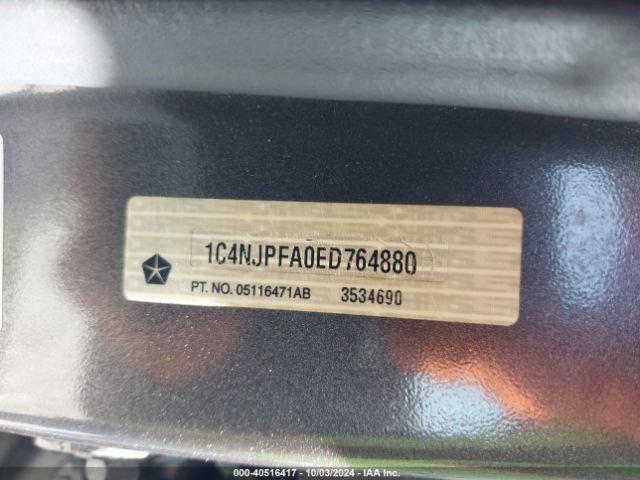 1C4NJPFA0ED764880
PT. NO. 05116471AB 3534690
000-40516417 - 10/03/2024 - IAA Inc.